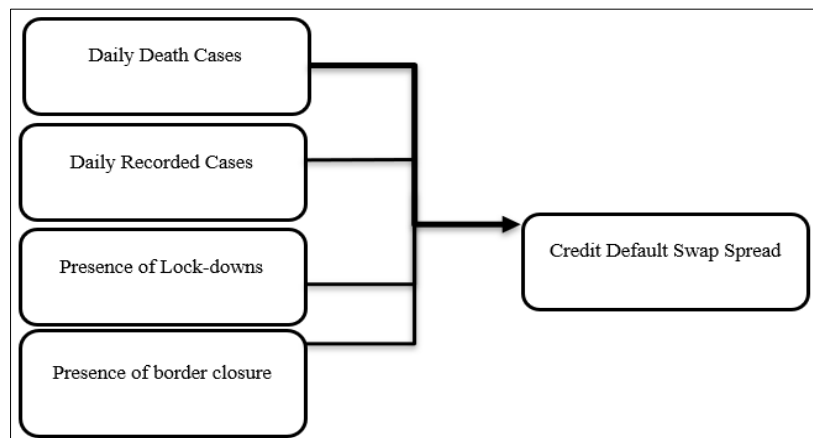 Daily Death Cases
Daily Recorded Cases
Presence of Lock-downs
Presence of border closure
Credit Default Swap Spread